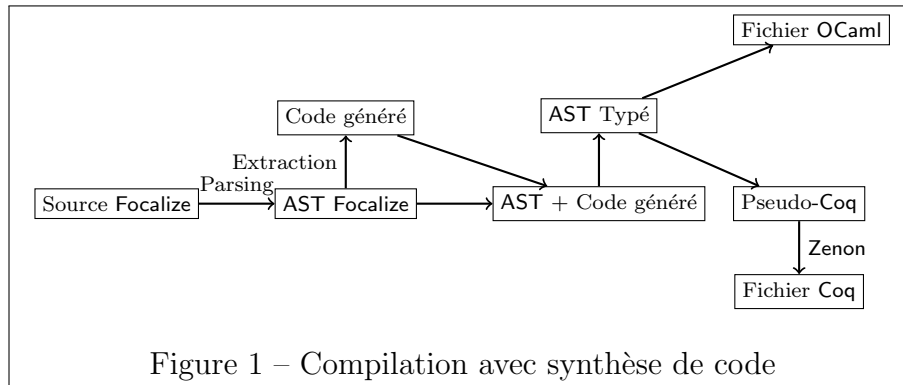 Fichier OCaml
Code généré
AST Typé
Extraction
Parsing
Source Focalize
AST Focalize
AST + Code généré
Pseudo-Coq
Zenon
Fichier Coq
Figure 1 – Compilation avec synthèse de code